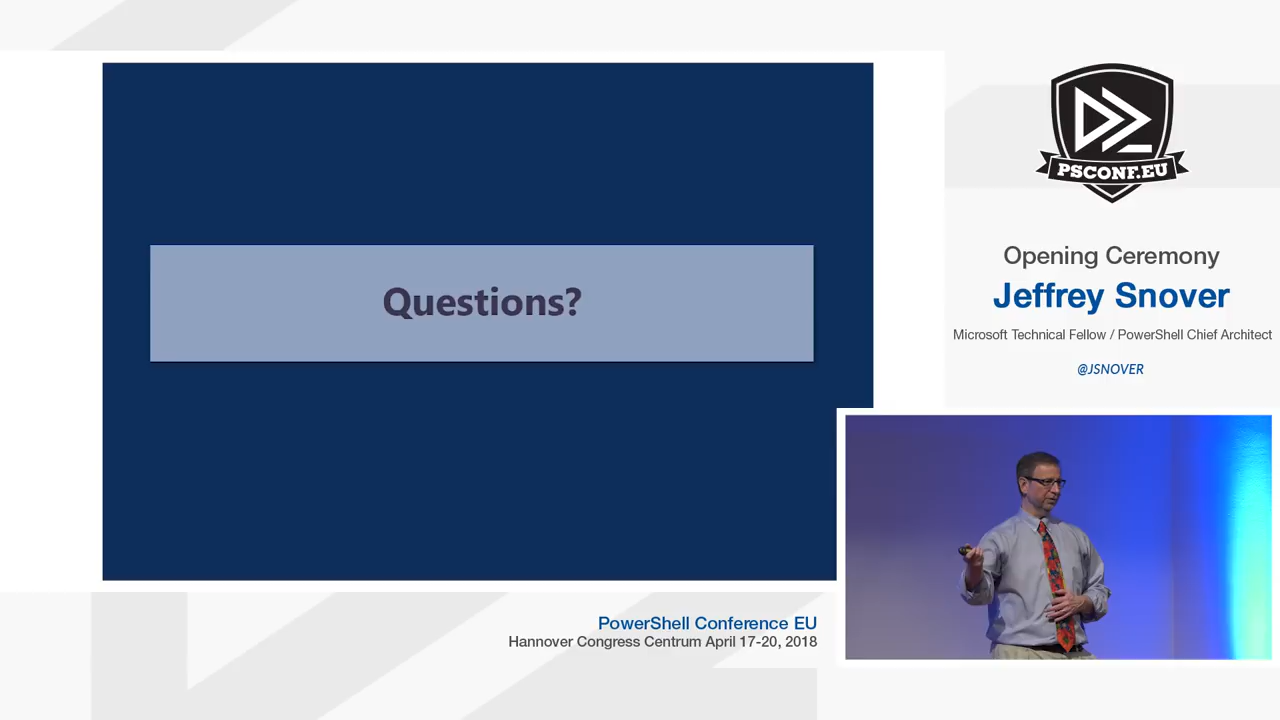 Questions?
PSCONF.EU
Opening Ceremony
Jeffrey Snover
Microsoft Technical Fellow / PowerShell Chief Architect
@JSNOVER
PowerShell Conference EU
Hannover Congress Centrum April 17-20, 2018